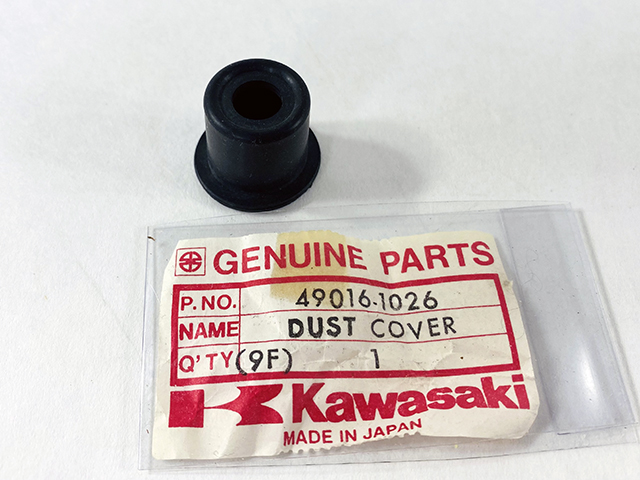 GENUINE PARTS
P.NO. 49016-1026
NAME DUST COVER
Q'TY (9F) 1
Kawasaki
MADE IN JAPAN